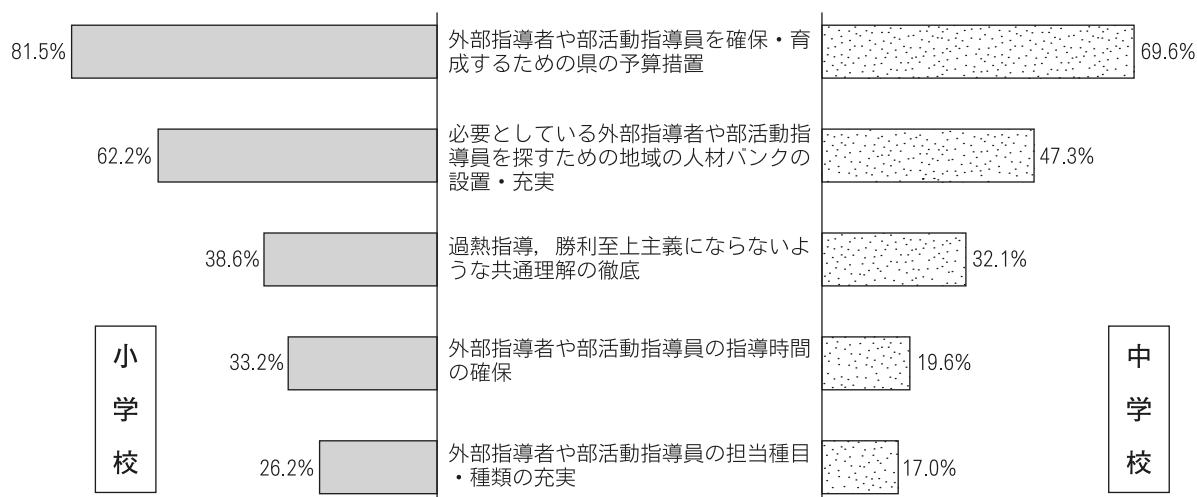 81.5%
外部指導者や部活動指導員を確保・育
成するための県の予算措置
69.6%
62.2%
必要としている外部指導者や部活動指
導員を探すための地域の人材バンクの
設置・充実
47.3%
38.6%
過熱指導，勝利至上主義にならないよ
うな共通理解の徹底
32.1%
33.2%
外部指導者や部活動指導員の指導時間
の確保
19.6%
26.2%
外部指導者や部活動指導員の担当種目
・種類の充実
17.0%
小学校
中学校